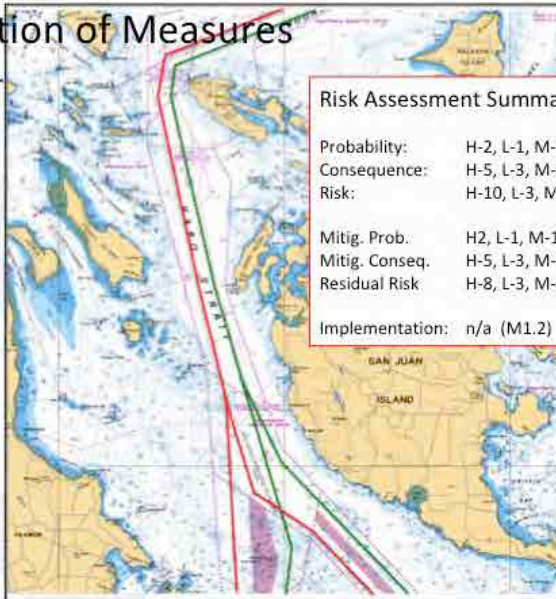 tion of Measures
Risk Assessment Summa
Probability: H-2, L-1, M-
Consequence: H-5, L-3, M-
Risk: H-10, L-3, M
Mitig. Prob. H2, L-1, M-1
Mitig. Conseq. H-5, L-3, M-
Residual Risk H-8, L-3, M-
Implementation: n/a (M1.2)
HARO STRAIT
SAN JUAN
ISLAND